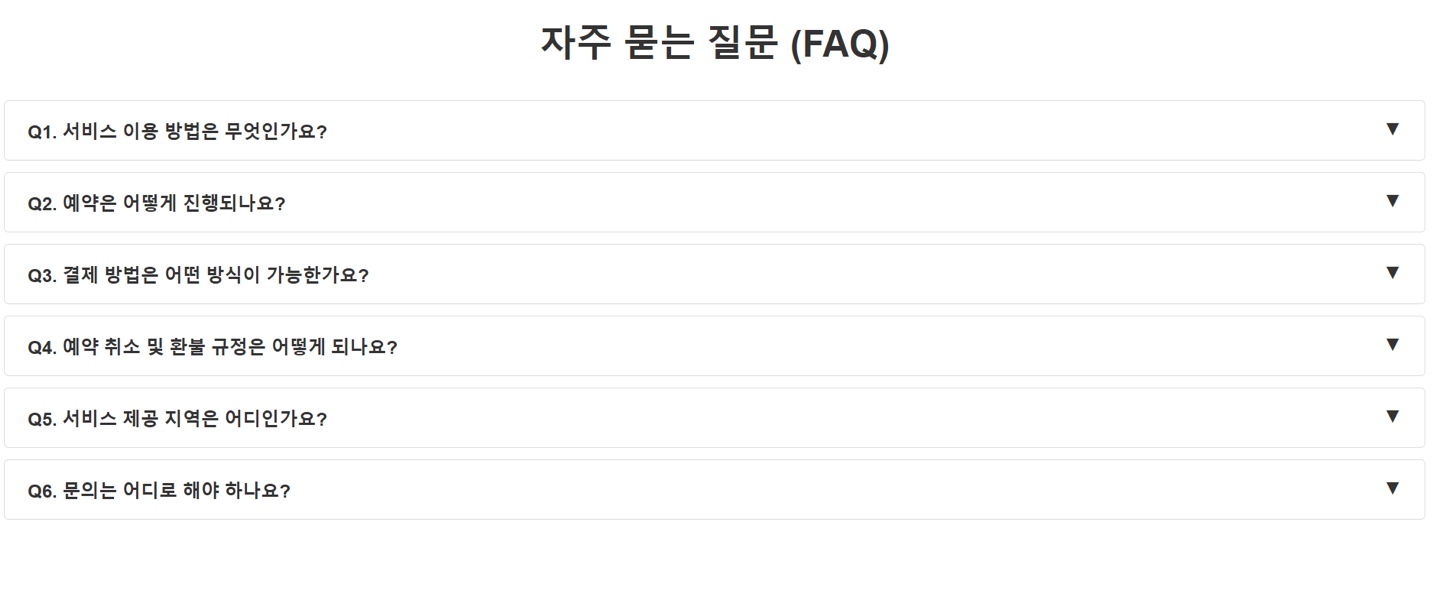 자주 묻는 질문 (FAQ)
Q1. 서비스 이용 방법은 무엇인가요? ▼
Q2. 예약은 어떻게 진행되나요? ▼
Q3. 결제 방법은 어떤 방식이 가능한가요? ▼
Q4. 예약 취소 및 환불 규정은 어떻게 되나요? ▼
Q5. 서비스 제공 지역은 어디인가요? ▼
Q6. 문의는 어디로 해야 하나요? ▼